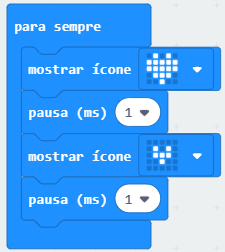 para sempre
mostrar ícone
pausa (ms) 1
mostrar ícone
pausa (ms) 1